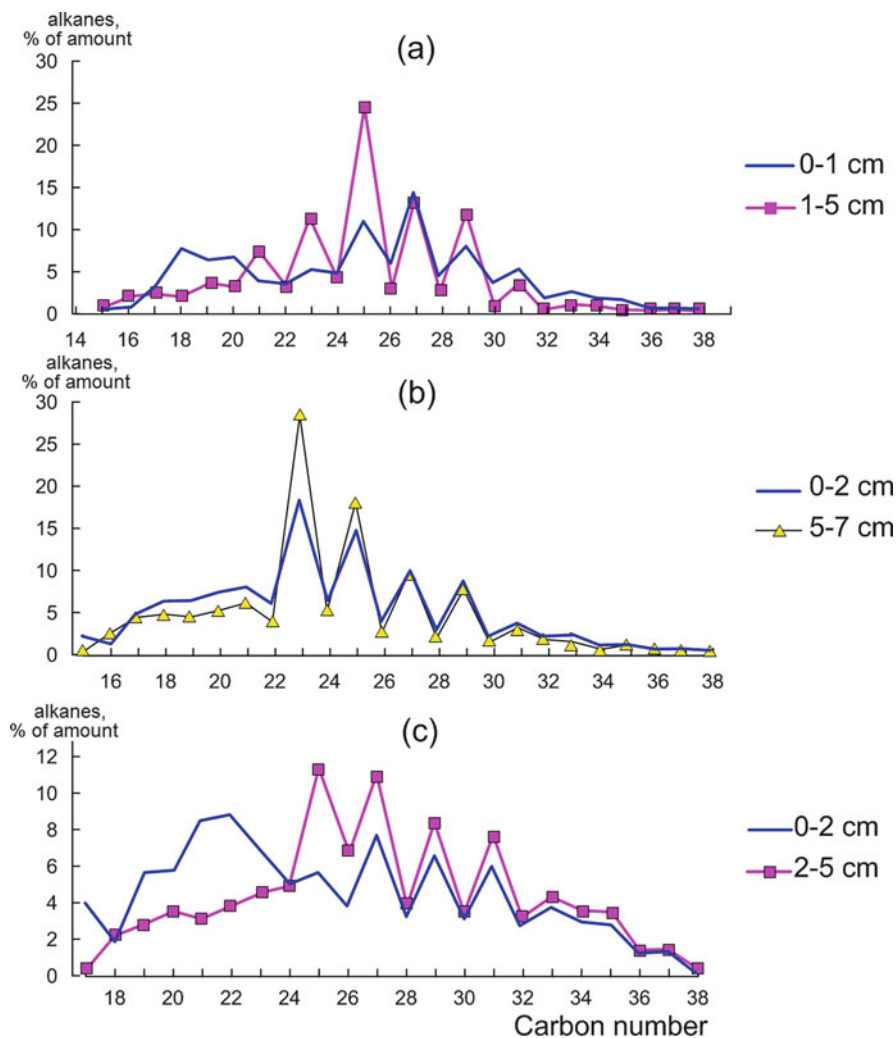 alkanes,
% of amount
(a)
30
25
20
15
10
5
0
14 16 18 20 22 24 26 28 30 32 34 36 38
0-1 cm
1-5 cm
alkanes,
% of amount
(b)
30
25
20
15
10
5
0
16 18 20 22 24 26 28 30 32 34 36 38
0-2 cm
5-7 cm
alkanes,
% of amount
(c)
12
10
8
6
4
2
0
18 20 22 24 26 28 30 32 34 36 38
0-2 cm
2-5 cm
Carbon number